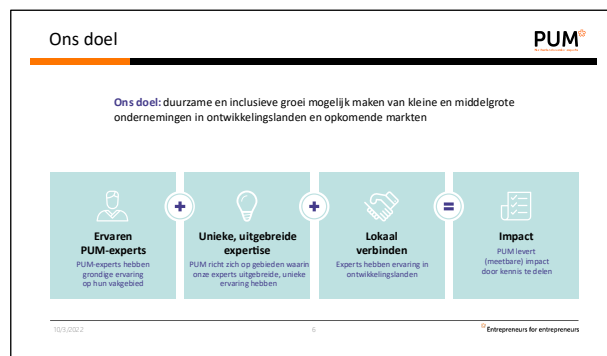 Ons doel
PUM
Ons doel: duurzame en inclusieve groei mogelijk maken van kleine en middelgrote
ondernemingen in ontwikkelingslanden en opkomende markten
+ + =
Ervaren
PUM-experts
PUM-experts hebben
grondige ervaring
op hun vakgebied
Unieke, uitgebreide
expertise
PUM richt zich op gebieden waarin
onze experts uitgebreide, unieke
ervaring hebben
Lokaal
verbinden
Experts hebben ervaring in
ontwikkelingslanden
Impact
PUM levert
(meetbare) impact
door kennis te delen
10/3/2022
6
Entrepreneurs for entrepreneurs